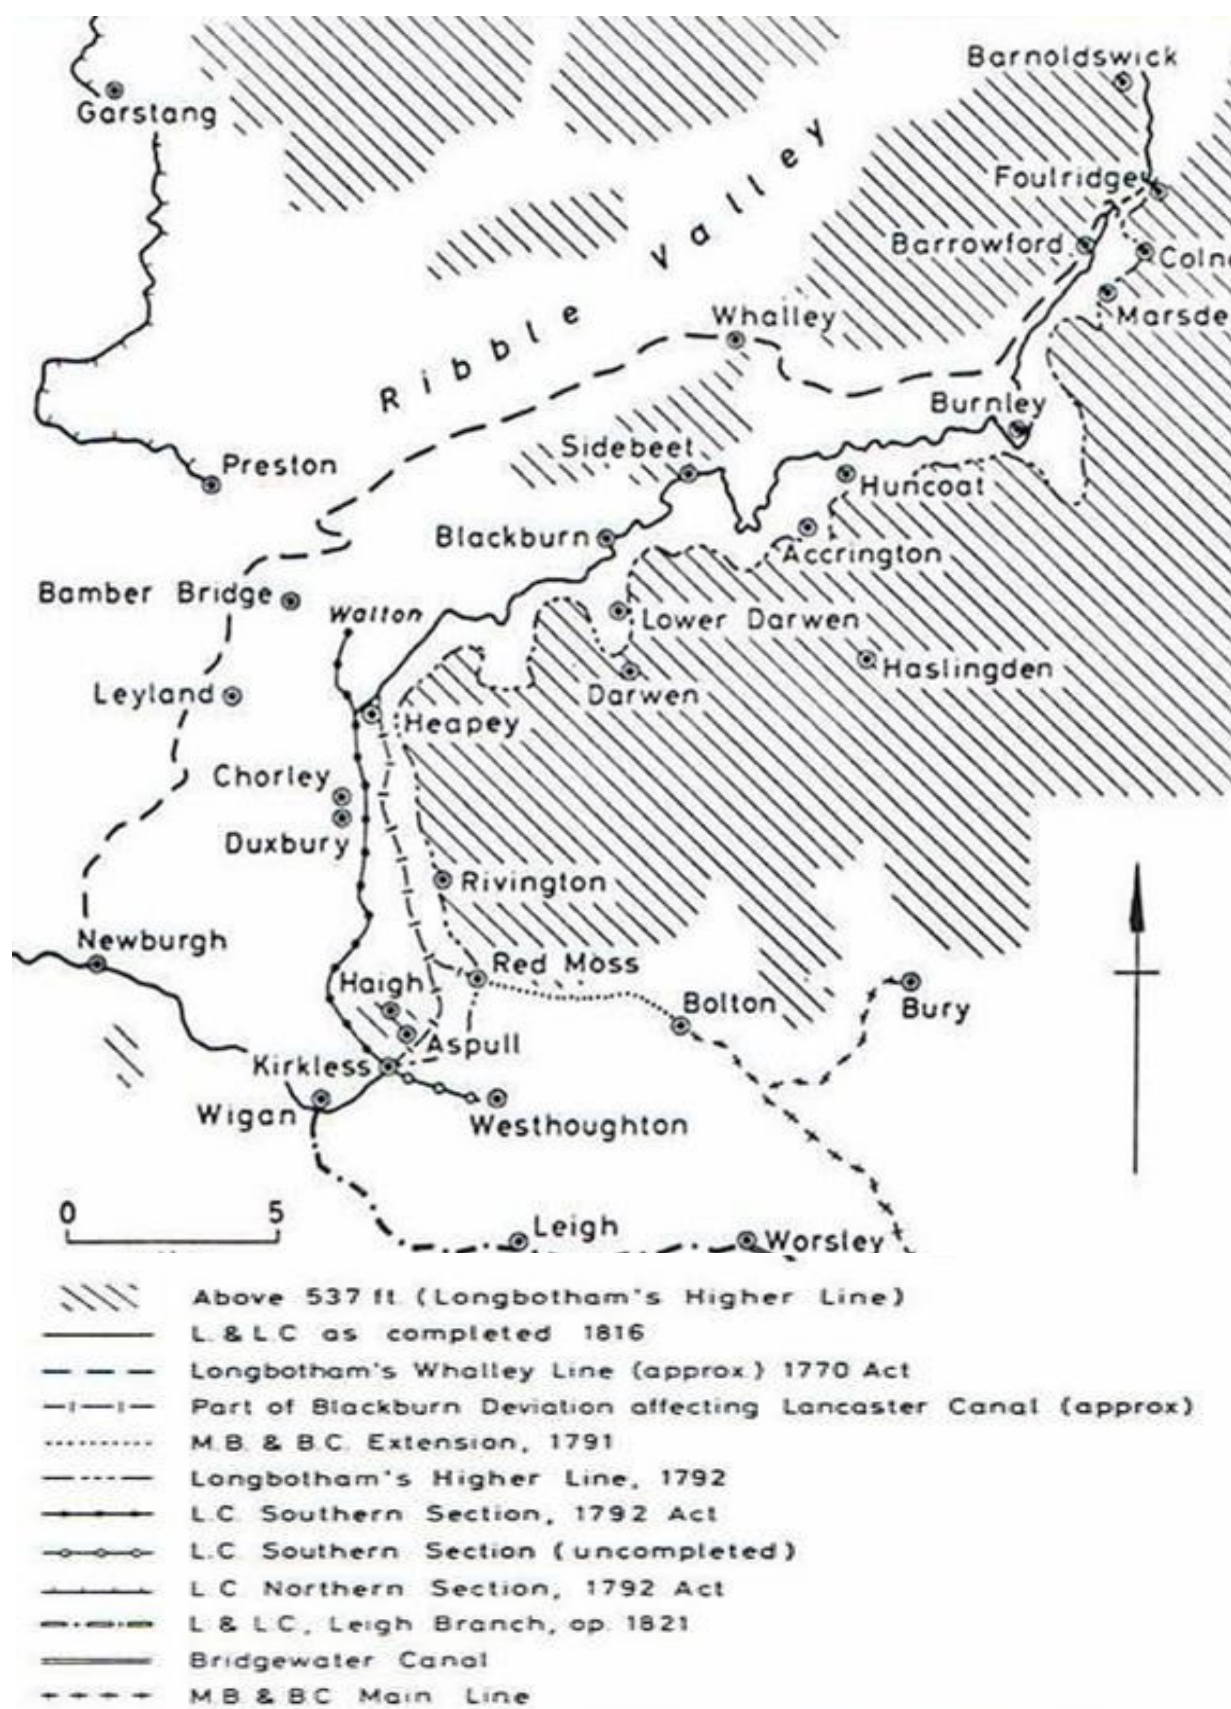 Barnoldswick
Garstang
Foulridge
Ribble Valley
Barrowford
Coln
Whalley
Marsde
Burnley
Sidebeet
Preston
Huncoat
Blackburn
Accrington
Bamber Bridge
Walton
Lower Darwen
Haslingden
Leyland
Darwen
Heapey
Chorley
Duxbury
Rivington
Newburgh
Red Moss
Haigh
Bolton
Bury
Aspull
Kirkless
Wigan
Westhoughton
0 5
Leigh
Worsley
Above 537 ft. (Longbotham's Higher Line)
L. & L.C as completed 1816
Longbotham's Whalley Line (approx.) 1770 Act
Part of Blackburn Deviation affecting Lancaster Canal (approx)
M.B. & B.C. Extension, 1791
Longbotham's Higher Line, 1792
L.C. Southern Section, 1792 Act
L.C. Southern Section (uncompleted)
L.C. Northern Section, 1792 Act
L. & L.C., Leigh Branch, op. 1821
Bridgewater Canal
M.B. & B.C. Main Line